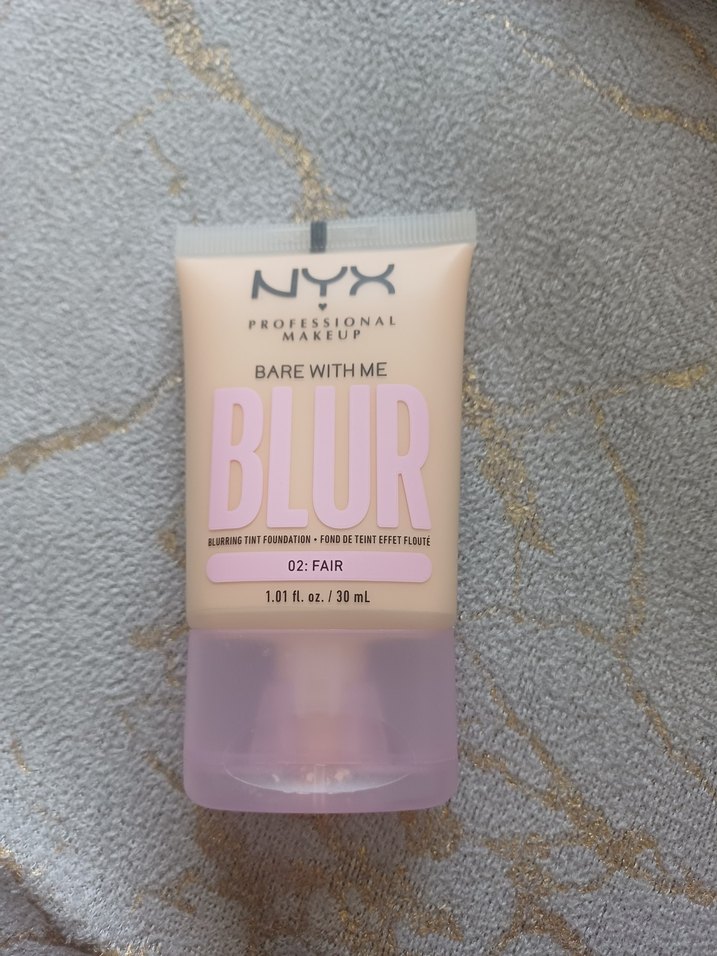 NYX
PROFESSIONAL
MAKEUP
BARE WITH ME
BLUR
BLURRING TINT FOUNDATION • FOND DE TEINT EFFET FLOUTÉ
02: FAIR
1.01 fl. oz. / 30 mL